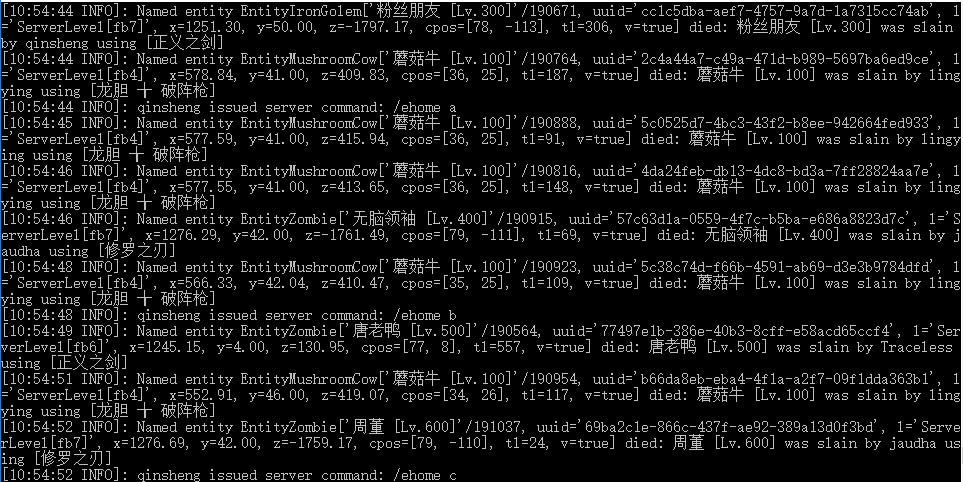 [10:54:44 INFO]: Named entity EntityIronGolem['粉丝朋友 [Lv.300]'/190671, uuid='cc1c5dba-aef7-4757-9a7d-1a7315cc74ab', l
='ServerLevel[fb7]', x=1251.30, y=50.00, z=-1797.17, cpos=[78, -113], tl=306, v=true] died: 粉丝朋友 [Lv.300] was slain
by qinsheng using [正义之剑]
[10:54:44 INFO]: Named entity EntityMushroomCow['蘑菇牛 [Lv.100]'/190764, uuid='2c4a44a7-c49a-471d-b989-5697ba6ed9ce', l
='ServerLevel[fb4]', x=578.84, y=41.00, z=409.83, cpos=[36, 25], tl=187, v=true] died: 蘑菇牛 [Lv.100] was slain by ling
ying using [龙胆 ╋ 破阵枪]
[10:54:44 INFO]: qinsheng issued server command: /ehome a
[10:54:45 INFO]: Named entity EntityMushroomCow['蘑菇牛 [Lv.100]'/190888, uuid='5c0525d7-4bc3-43f2-b8ee-942664fed933', l
='ServerLevel[fb4]', x=577.59, y=41.00, z=415.94, cpos=[36, 25], tl=91, v=true] died: 蘑菇牛 [Lv.100] was slain by lingy
ing using [龙胆 ╋ 破阵枪]
[10:54:46 INFO]: Named entity EntityMushroomCow['蘑菇牛 [Lv.100]'/190816, uuid='4da24feb-db13-4dc8-bd3a-7ff28824aa7e', l
='ServerLevel[fb4]', x=577.55, y=41.00, z=413.65, cpos=[36, 25], tl=148, v=true] died: 蘑菇牛 [Lv.100] was slain by ling
ying using [龙胆 ╋ 破阵枪]
[10:54:46 INFO]: Named entity EntityZombie['无脑领袖 [Lv.400]'/190915, uuid='57c63d1a-0559-4f7c-b5ba-e686a8823d7c', l='S
erverLevel[fb7]', x=1276.29, y=42.00, z=-1761.49, cpos=[79, -111], tl=69, v=true] died: 无脑领袖 [Lv.400] was slain by j
audha using [修罗之刃]
[10:54:48 INFO]: Named entity EntityMushroomCow['蘑菇牛 [Lv.100]'/190923, uuid='5c38c74d-f66b-4591-ab69-d3e3b9784dfd', l
='ServerLevel[fb4]', x=566.33, y=42.04, z=410.47, cpos=[35, 25], tl=109, v=true] died: 蘑菇牛 [Lv.100] was slain by ling
ying using [龙胆 ╋ 破阵枪]
[10:54:48 INFO]: qinsheng issued server command: /ehome b
[10:54:49 INFO]: Named entity EntityZombie['唐老鸭 [Lv.500]'/190564, uuid='77497e1b-386e-40b3-8cff-e58acd65ccf4', l='Ser
verLevel[fb6]', x=1245.15, y=4.00, z=130.95, cpos=[77, 8], tl=557, v=true] died: 唐老鸭 [Lv.500] was slain by Traceless
using [正义之剑]
[10:54:51 INFO]: Named entity EntityMushroomCow['蘑菇牛 [Lv.100]'/190954, uuid='b66da8eb-eba4-4f1a-a2f7-09f1dda363b1', l
='ServerLevel[fb4]', x=552.91, y=46.00, z=419.07, cpos=[34, 26], tl=117, v=true] died: 蘑菇牛 [Lv.100] was slain by ling
ying using [龙胆 ╋ 破阵枪]
[10:54:52 INFO]: Named entity EntityZombie['周董 [Lv.600]'/191037, uuid='69ba2c1e-866c-437f-ae92-389a13d0f3bd', l='Serve
rLevel[fb7]', x=1276.69, y=42.00, z=-1759.17, cpos=[79, -110], tl=24, v=true] died: 周董 [Lv.600] was slain by jaudha us
ing [修罗之刃]
[10:54:52 INFO]: qinsheng issued server command: /ehome c